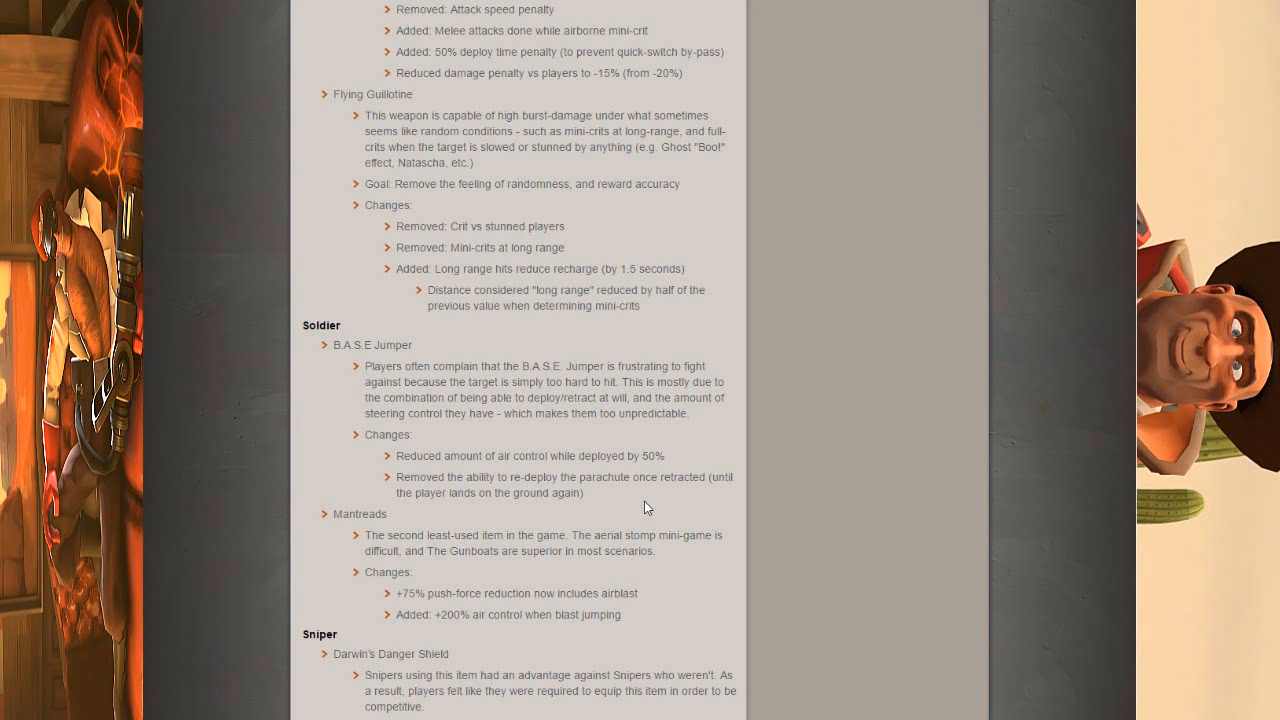 Removed: Attack speed penalty
Added: Melee attacks done while airborne mini-crit
Added: 50% deploy time penalty (to prevent quick-switch by-pass)
Reduced damage penalty vs players to -15% (from -20%)
Flying Guillotine
This weapon is capable of high burst-damage under what sometimes
seems like random conditions - such as mini-crits at long-range, and full-
crits when the target is slowed or stunned by anything (e.g. Ghost "Boo!"
effect, Natascha, etc.)
Goal: Remove the feeling of randomness, and reward accuracy
Changes:
Removed: Crit vs stunned players
Removed: Mini-crits at long range
Added: Long range hits reduce recharge (by 1.5 seconds)
Distance considered "long range" reduced by half of the
previous value when determining mini-crits
Soldier
B.A.S.E Jumper
Players often complain that the B.A.S.E. Jumper is frustrating to fight
against because the target is simply too hard to hit. This is mostly due to
the combination of being able to deploy/retract at will, and the amount of
steering control they have - which makes them too unpredictable.
Changes:
Reduced amount of air control while deployed by 50%
Removed the ability to re-deploy the parachute once retracted (until
the player lands on the ground again)
Mantreads
The second least-used item in the game. The aerial stomp mini-game is
difficult, and The Gunboats are superior in most scenarios.
Changes:
+75% push-force reduction now includes airblast
Added: +200% air control when blast jumping
Sniper
Darwin's Danger Shield
Snipers using this item had an advantage against Snipers who weren't. As
a result, players felt like they were required to equip this item in order to be
competitive.